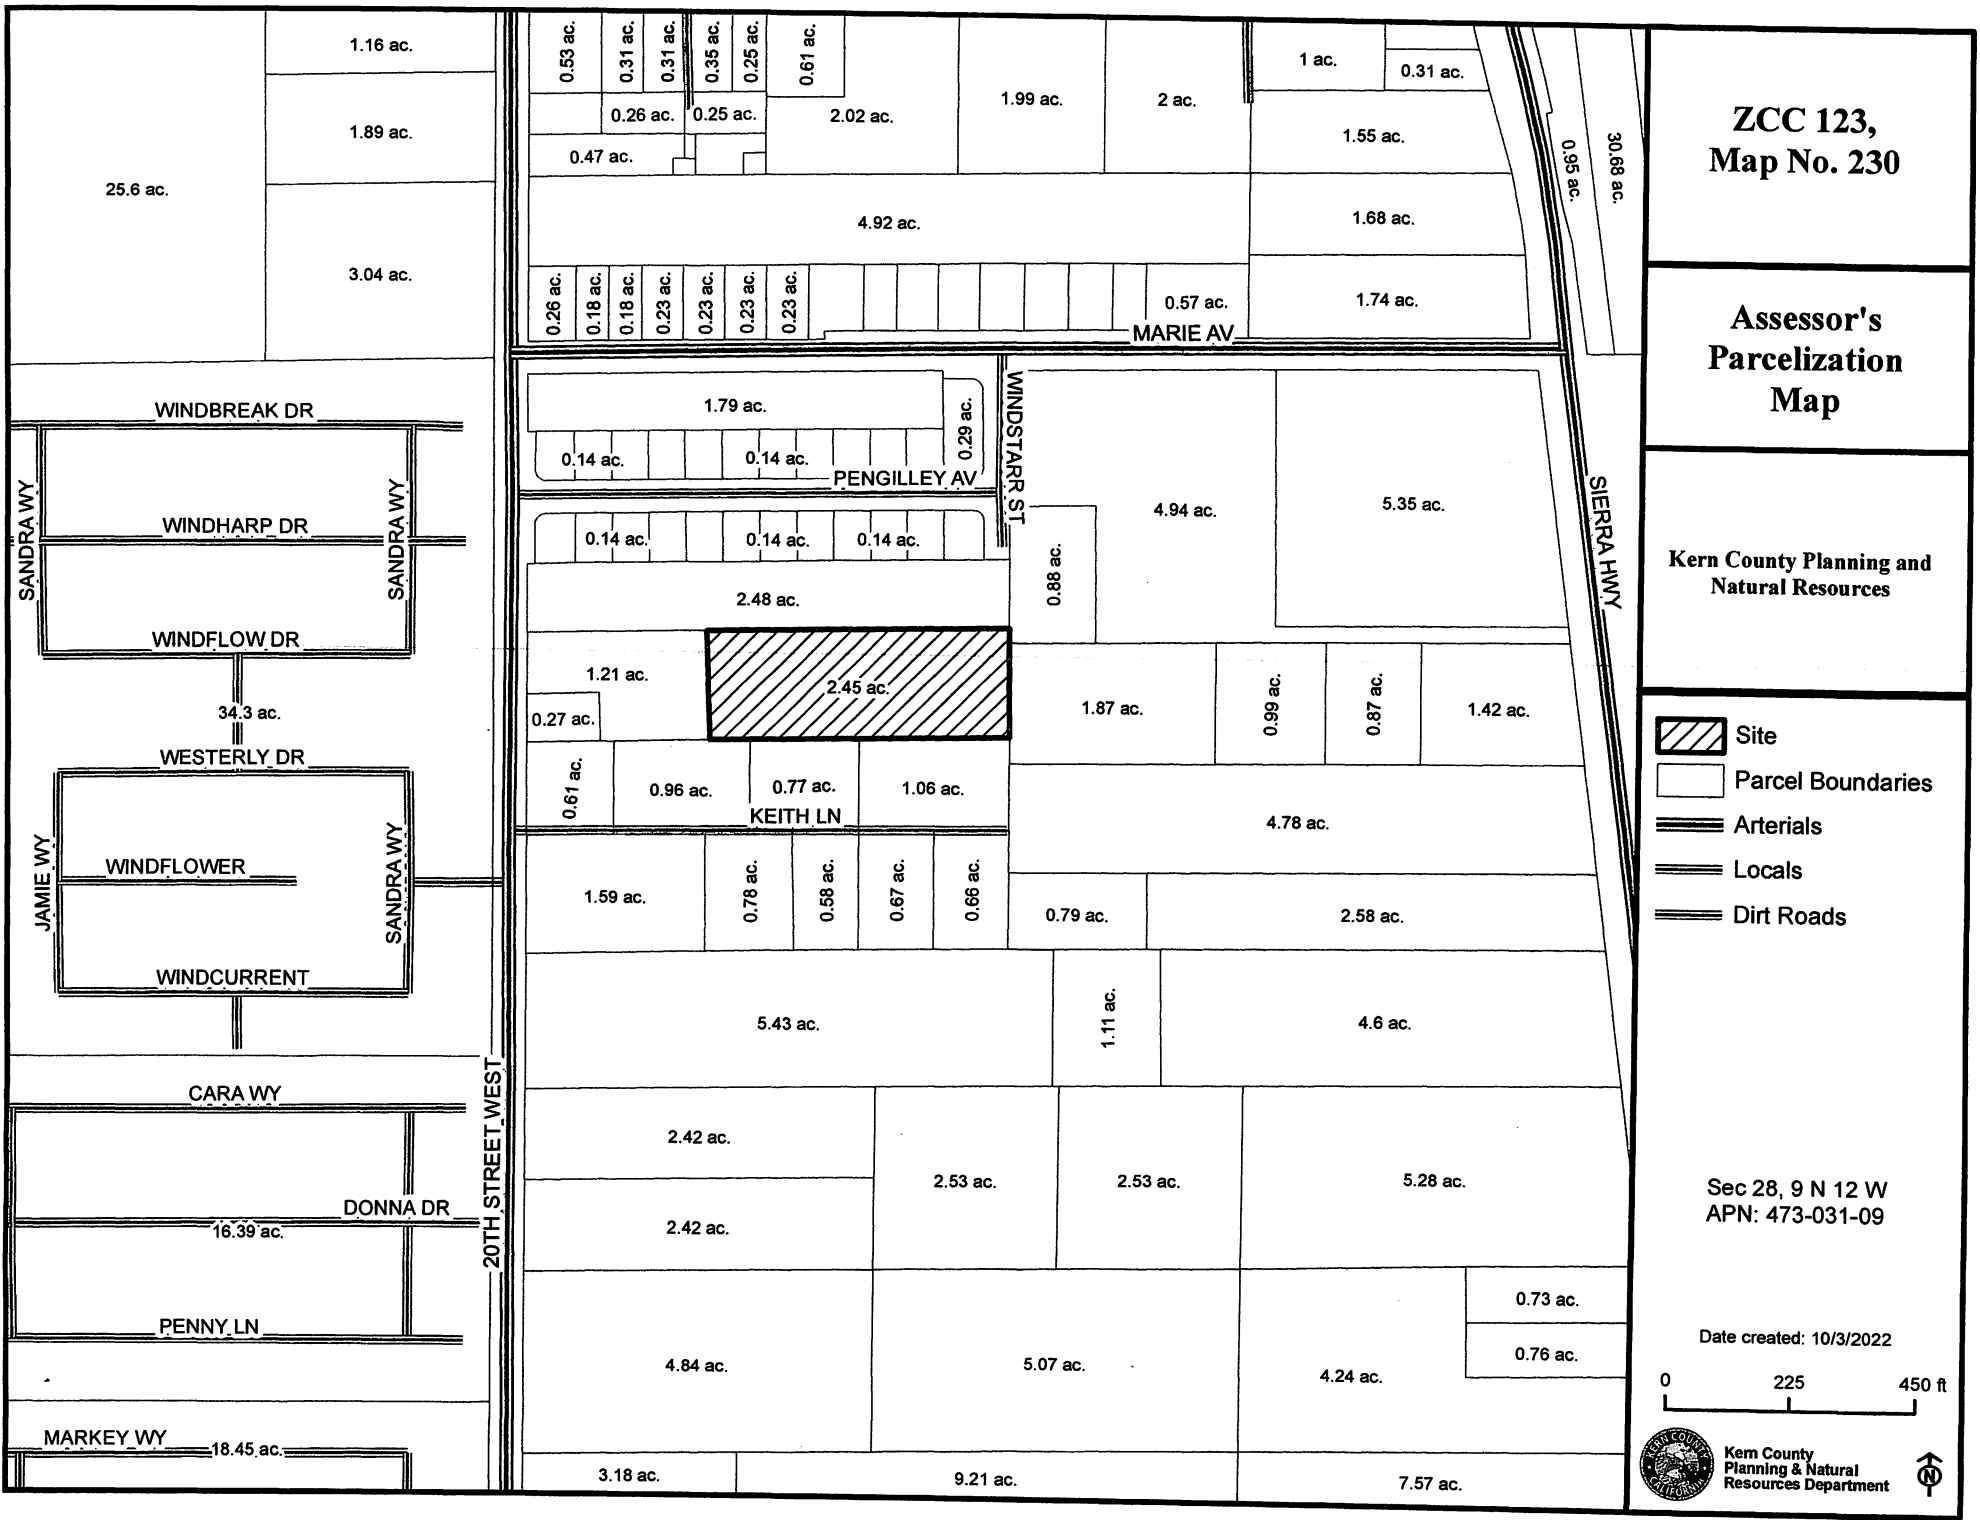 1.16 ac.
1.89 ac.
25.6 ac.
3.04 ac.
0.53 ac.
0.31 ac.
0.31 ac.
0.35 ac.
0.25 ac.
0.61 ac.
0.26 ac.
0.25 ac.
0.47 ac.
2.02 ac.
1.99 ac.
2 ac.
1 ac.
0.31 ac.
1.55 ac.
0.95 ac.
30.68 ac.
4.92 ac.
1.68 ac.
0.26 ac.
0.18 ac.
0.18 ac.
0.23 ac.
0.23 ac.
0.23 ac.
0.23 ac.
0.57 ac.
1.74 ac.
MARIE AV
WINDBREAK DR
SANDRA WY
WINDHARP DR
SANDRA WY
WINDFLOW DR
34.3 ac.
WESTERLY DR
JAMIE WY
WINDFLOWER
SANDRA WY
WINDCURRENT
CARA WY
DONNA DR
16.39 ac.
PENNY LN
MARKEY WY
18.45 ac.
20TH STREET WEST
1.79 ac.
0.29 ac.
0.14 ac.
0.14 ac.
PENGILLEY AV
WINDSTARR ST
0.14 ac.
0.14 ac.
0.14 ac.
2.48 ac.
0.88 ac.
4.94 ac.
5.35 ac.
SIERRA HWY
1.21 ac.
0.27 ac.
2.45 ac.
1.87 ac.
0.99 ac.
0.87 ac.
1.42 ac.
0.61 ac.
0.96 ac.
0.77 ac.
1.06 ac.
KEITH LN
4.78 ac.
1.59 ac.
0.78 ac.
0.58 ac.
0.67 ac.
0.66 ac.
0.79 ac.
2.58 ac.
5.43 ac.
1.11 ac.
4.6 ac.
2.42 ac.
2.42 ac.
2.53 ac.
2.53 ac.
5.28 ac.
4.84 ac.
5.07 ac.
4.24 ac.
0.73 ac.
0.76 ac.
3.18 ac.
9.21 ac.
7.57 ac.
ZCC 123,
Map No. 230
Assessor's
Parcelization
Map
Kern County Planning and
Natural Resources
Site
Parcel Boundaries
Arterials
Locals
Dirt Roads
Sec 28, 9 N 12 W
APN: 473-031-09
Date created: 10/3/2022
0 225 450 ft
KERN COUNTY
CALIFORNIA
Kern County
Planning & Natural
Resources Department
N